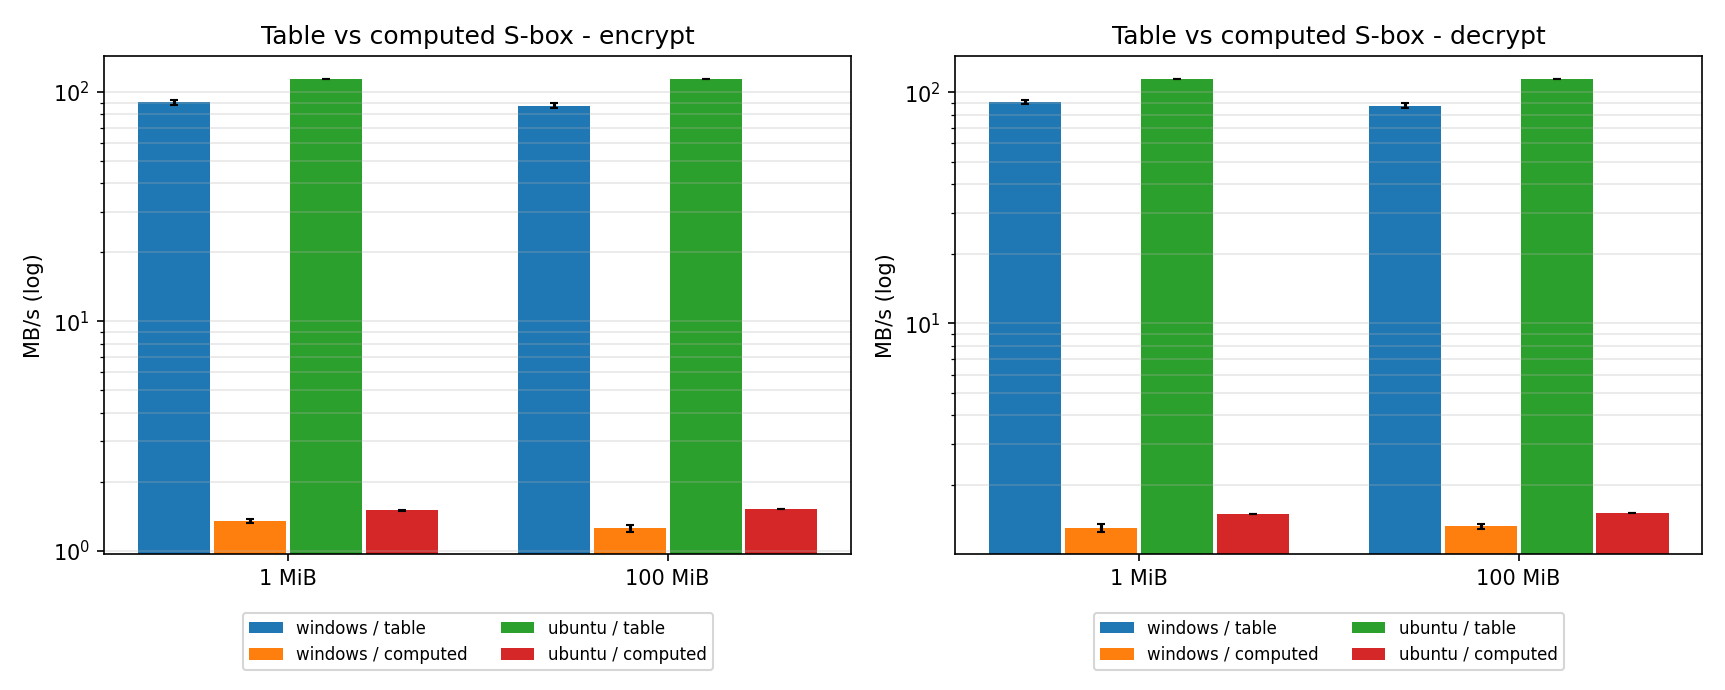 Table vs computed S-box - encrypt
MB/s (log)
10²
10¹
10⁰
1 MiB
100 MiB
windows / table
ubuntu / table
windows / computed
ubuntu / computed
Table vs computed S-box - decrypt
MB/s (log)
10²
10¹
1 MiB
100 MiB
windows / table
ubuntu / table
windows / computed
ubuntu / computed